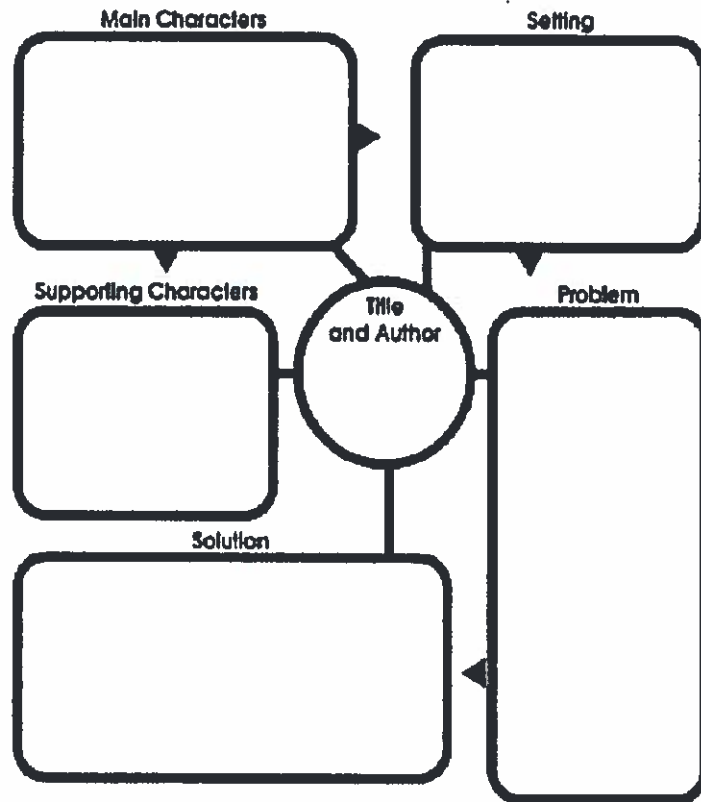 Main Characters
Setting
Supporting Characters
Title
and Author
Problem
Solution